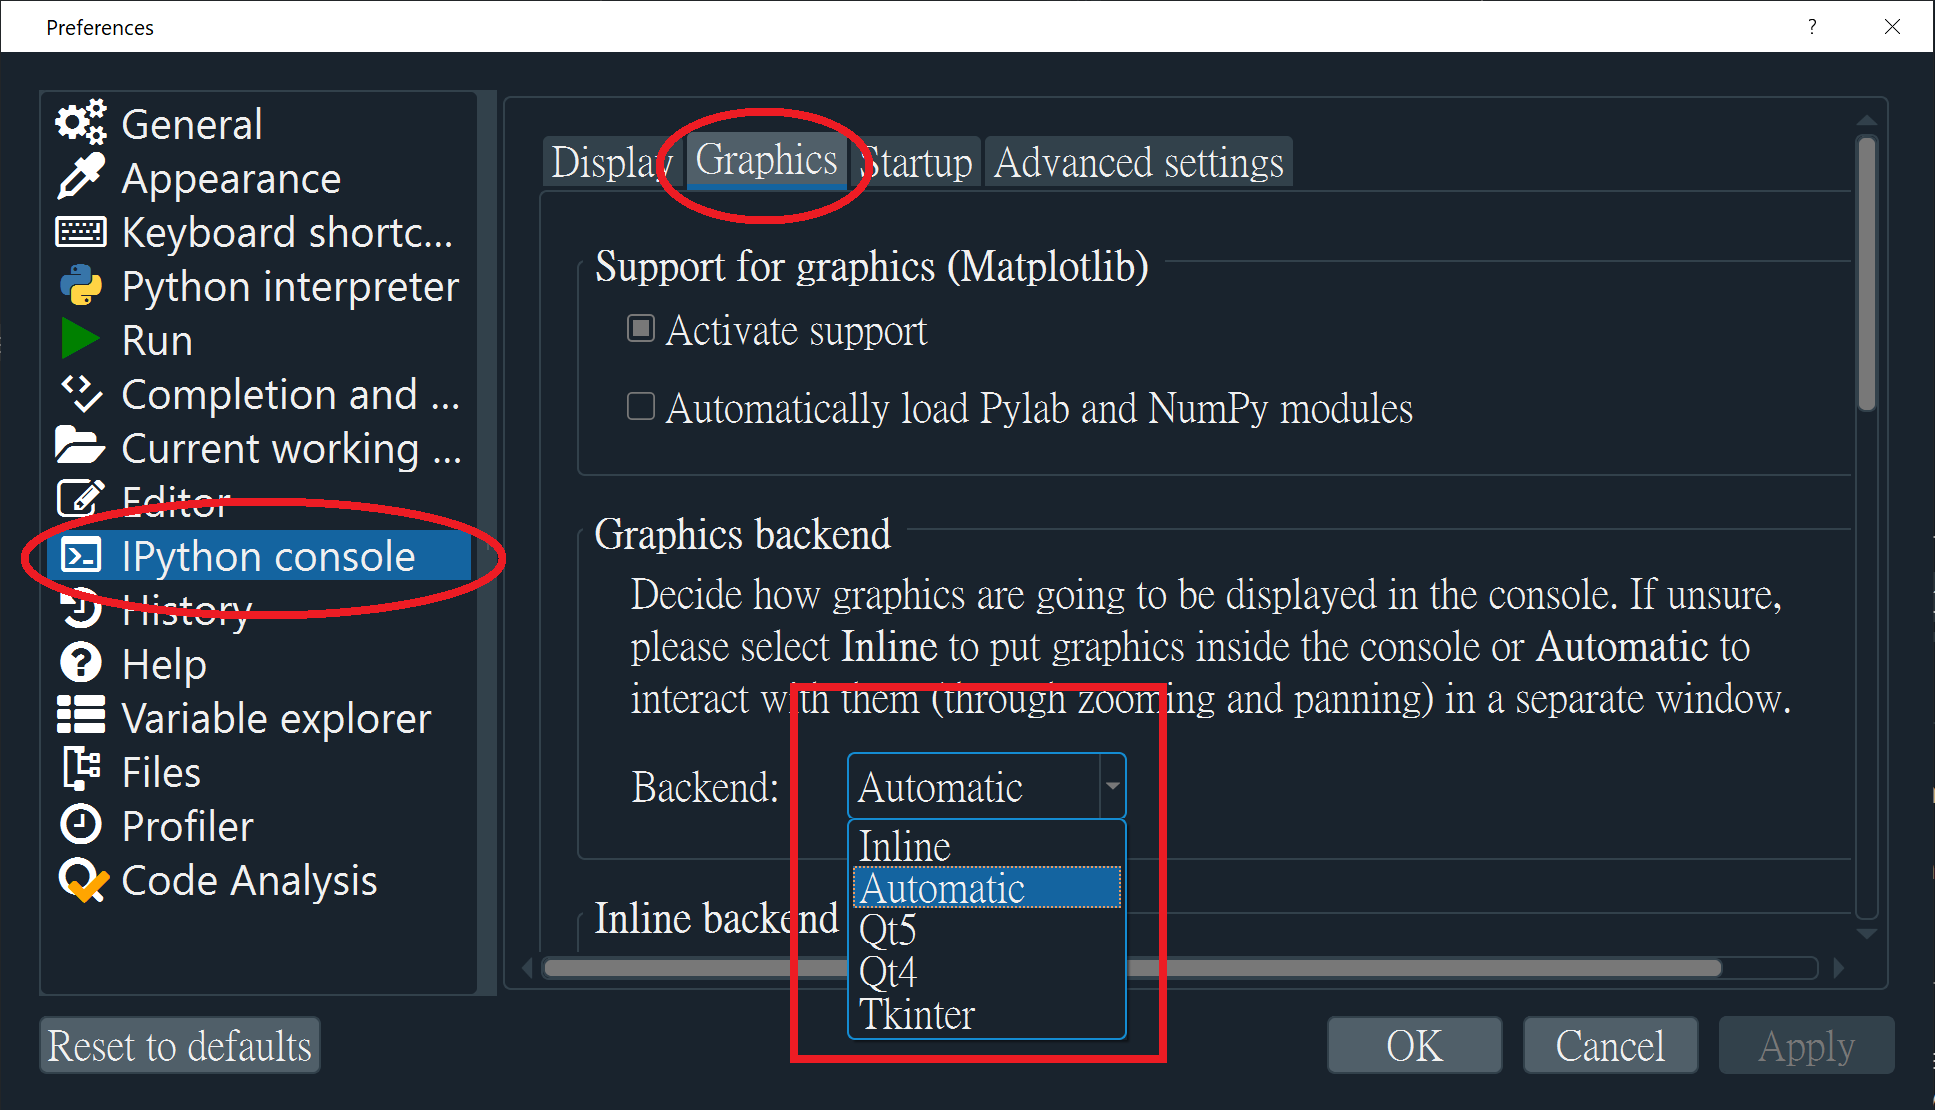 Preferences
?
General
Appearance
Keyboard shortc...
Python interpreter
Run
Completion and ...
Current working ...
Editor
IPython console
History
Help
Variable explorer
Files
Profiler
Code Analysis
Display Graphics Startup Advanced settings
Support for graphics (Matplotlib)
Activate support
Automatically load Pylab and NumPy modules
Graphics backend
Decide how graphics are going to be displayed in the console. If unsure,
please select Inline to put graphics inside the console or Automatic to
interact with them (through zooming and panning) in a separate window.
Backend: Automatic
Inline
Automatic
Qt5
Qt4
Tkinter
Inline backend
Reset to defaults
OK Cancel Apply